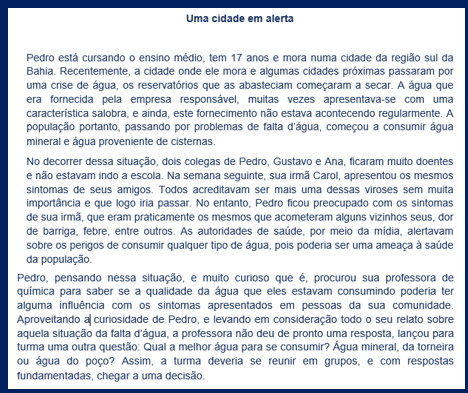 Uma cidade em alerta
Pedro está cursando o ensino médio, tem 17 anos e mora numa cidade da região sul da
Bahia. Recentemente, a cidade onde ele mora e algumas cidades próximas passaram por
uma crise de água, os reservatórios que as abasteciam começaram a secar. A água que
era fornecida pela empresa responsável, muitas vezes apresentava-se com uma
característica salobra, e ainda, este fornecimento não estava acontecendo regularmente. A
população portanto, passando por problemas de falta d'água, começou a consumir água
mineral e água proveniente de cisternas.
No decorrer dessa situação, dois colegas de Pedro, Gustavo e Ana, ficaram muito doentes
e não estavam indo a escola. Na semana seguinte, sua irmã Carol, apresentou os mesmos
sintomas de seus amigos. Todos acreditavam ser mais uma dessas viroses sem muita
importância e que logo iria passar. No entanto, Pedro ficou preocupado com os sintomas
de sua irmã, que eram praticamente os mesmos que acometeram alguns vizinhos seus, dor
de barriga, febre, entre outros. As autoridades de saúde, por meio da mídia, alertavam
sobre os perigos de consumir qualquer tipo de água, pois poderia ser uma ameaça à saúde
da população.
Pedro, pensando nessa situação, e muito curioso que é, procurou sua professora de
química para saber se a qualidade da água que eles estavam consumindo poderia ter
alguma influência com os sintomas apresentados em pessoas da sua comunidade.
Aproveitando a curiosidade de Pedro, e levando em consideração todo o seu relato sobre
aquela situação da falta d'água, a professora não deu de pronto uma resposta, lançou para
turma uma outra questão: Qual a melhor água para se consumir? Água mineral, da torneira
ou água do poço? Assim, a turma deveria se reunir em grupos, e com respostas
fundamentadas, chegar a uma decisão.